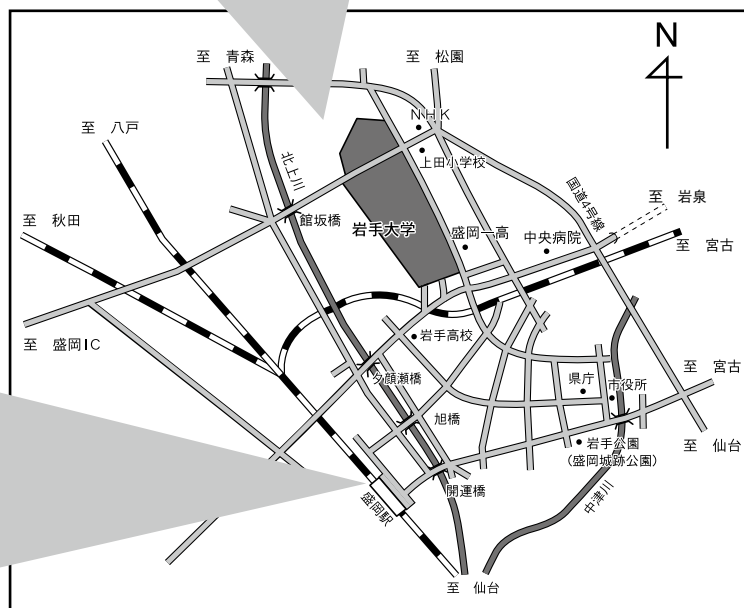 N
至 青森
至 松園
NHK
至 八戸
上田小学校
北上川
国道4号線
至 岩泉
至 秋田
館坂橋
岩手大学
盛岡一高
中央病院
至 宮古
至 盛岡IC
岩手高校
夕顔瀬橋
県庁
市役所
至 宮古
旭橋
岩手公園
(盛岡城跡公園)
至 仙台
開運橋
盛岡駅
中津川
至 仙台